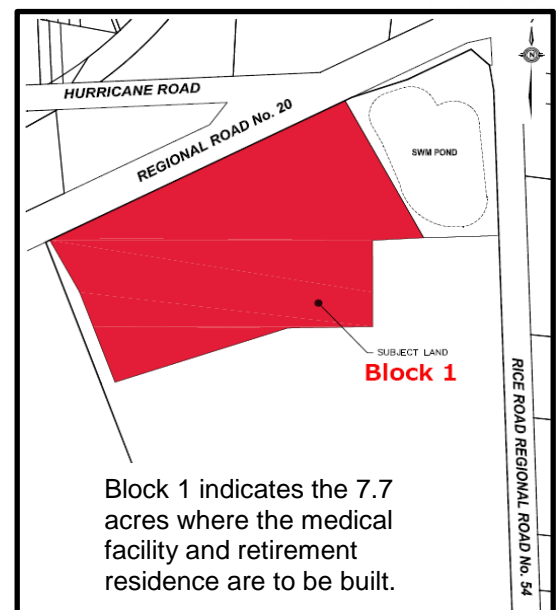 N
HURRICANE ROAD
REGIONAL ROAD No. 20
SWM POND
SUBJECT LAND
Block 1
RICE ROAD REGIONAL ROAD No. 54
Block 1 indicates the 7.7
acres where the medical
facility and retirement
residence are to be built.